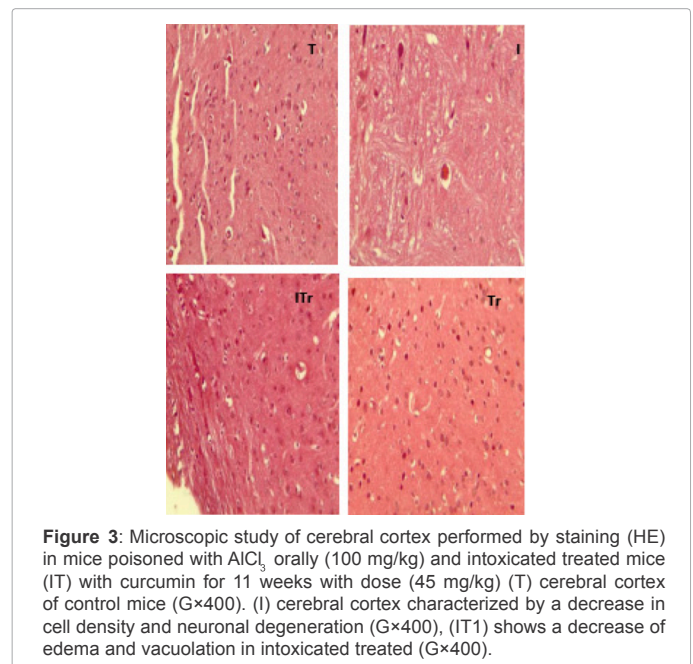 T
I
ITr
Tr
Figure 3: Microscopic study of cerebral cortex performed by staining (HE)
in mice poisoned with AlCl3 orally (100 mg/kg) and intoxicated treated mice
(IT) with curcumin for 11 weeks with dose (45 mg/kg) (T) cerebral cortex
of control mice (G×400). (I) cerebral cortex characterized by a decrease in
cell density and neuronal degeneration (G×400), (IT1) shows a decrease of
edema and vacuolation in intoxicated treated (G×400).